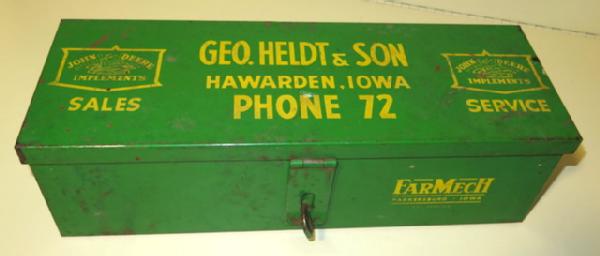 GEO. HELDT & SON
HAWARDEN, IOWA
PHONE 72
JOHN DEERE
IMPLEMENTS
SALES
JOHN DEERE
IMPLEMENTS
SERVICE
FARMECH
PARKERSBURG - IOWA